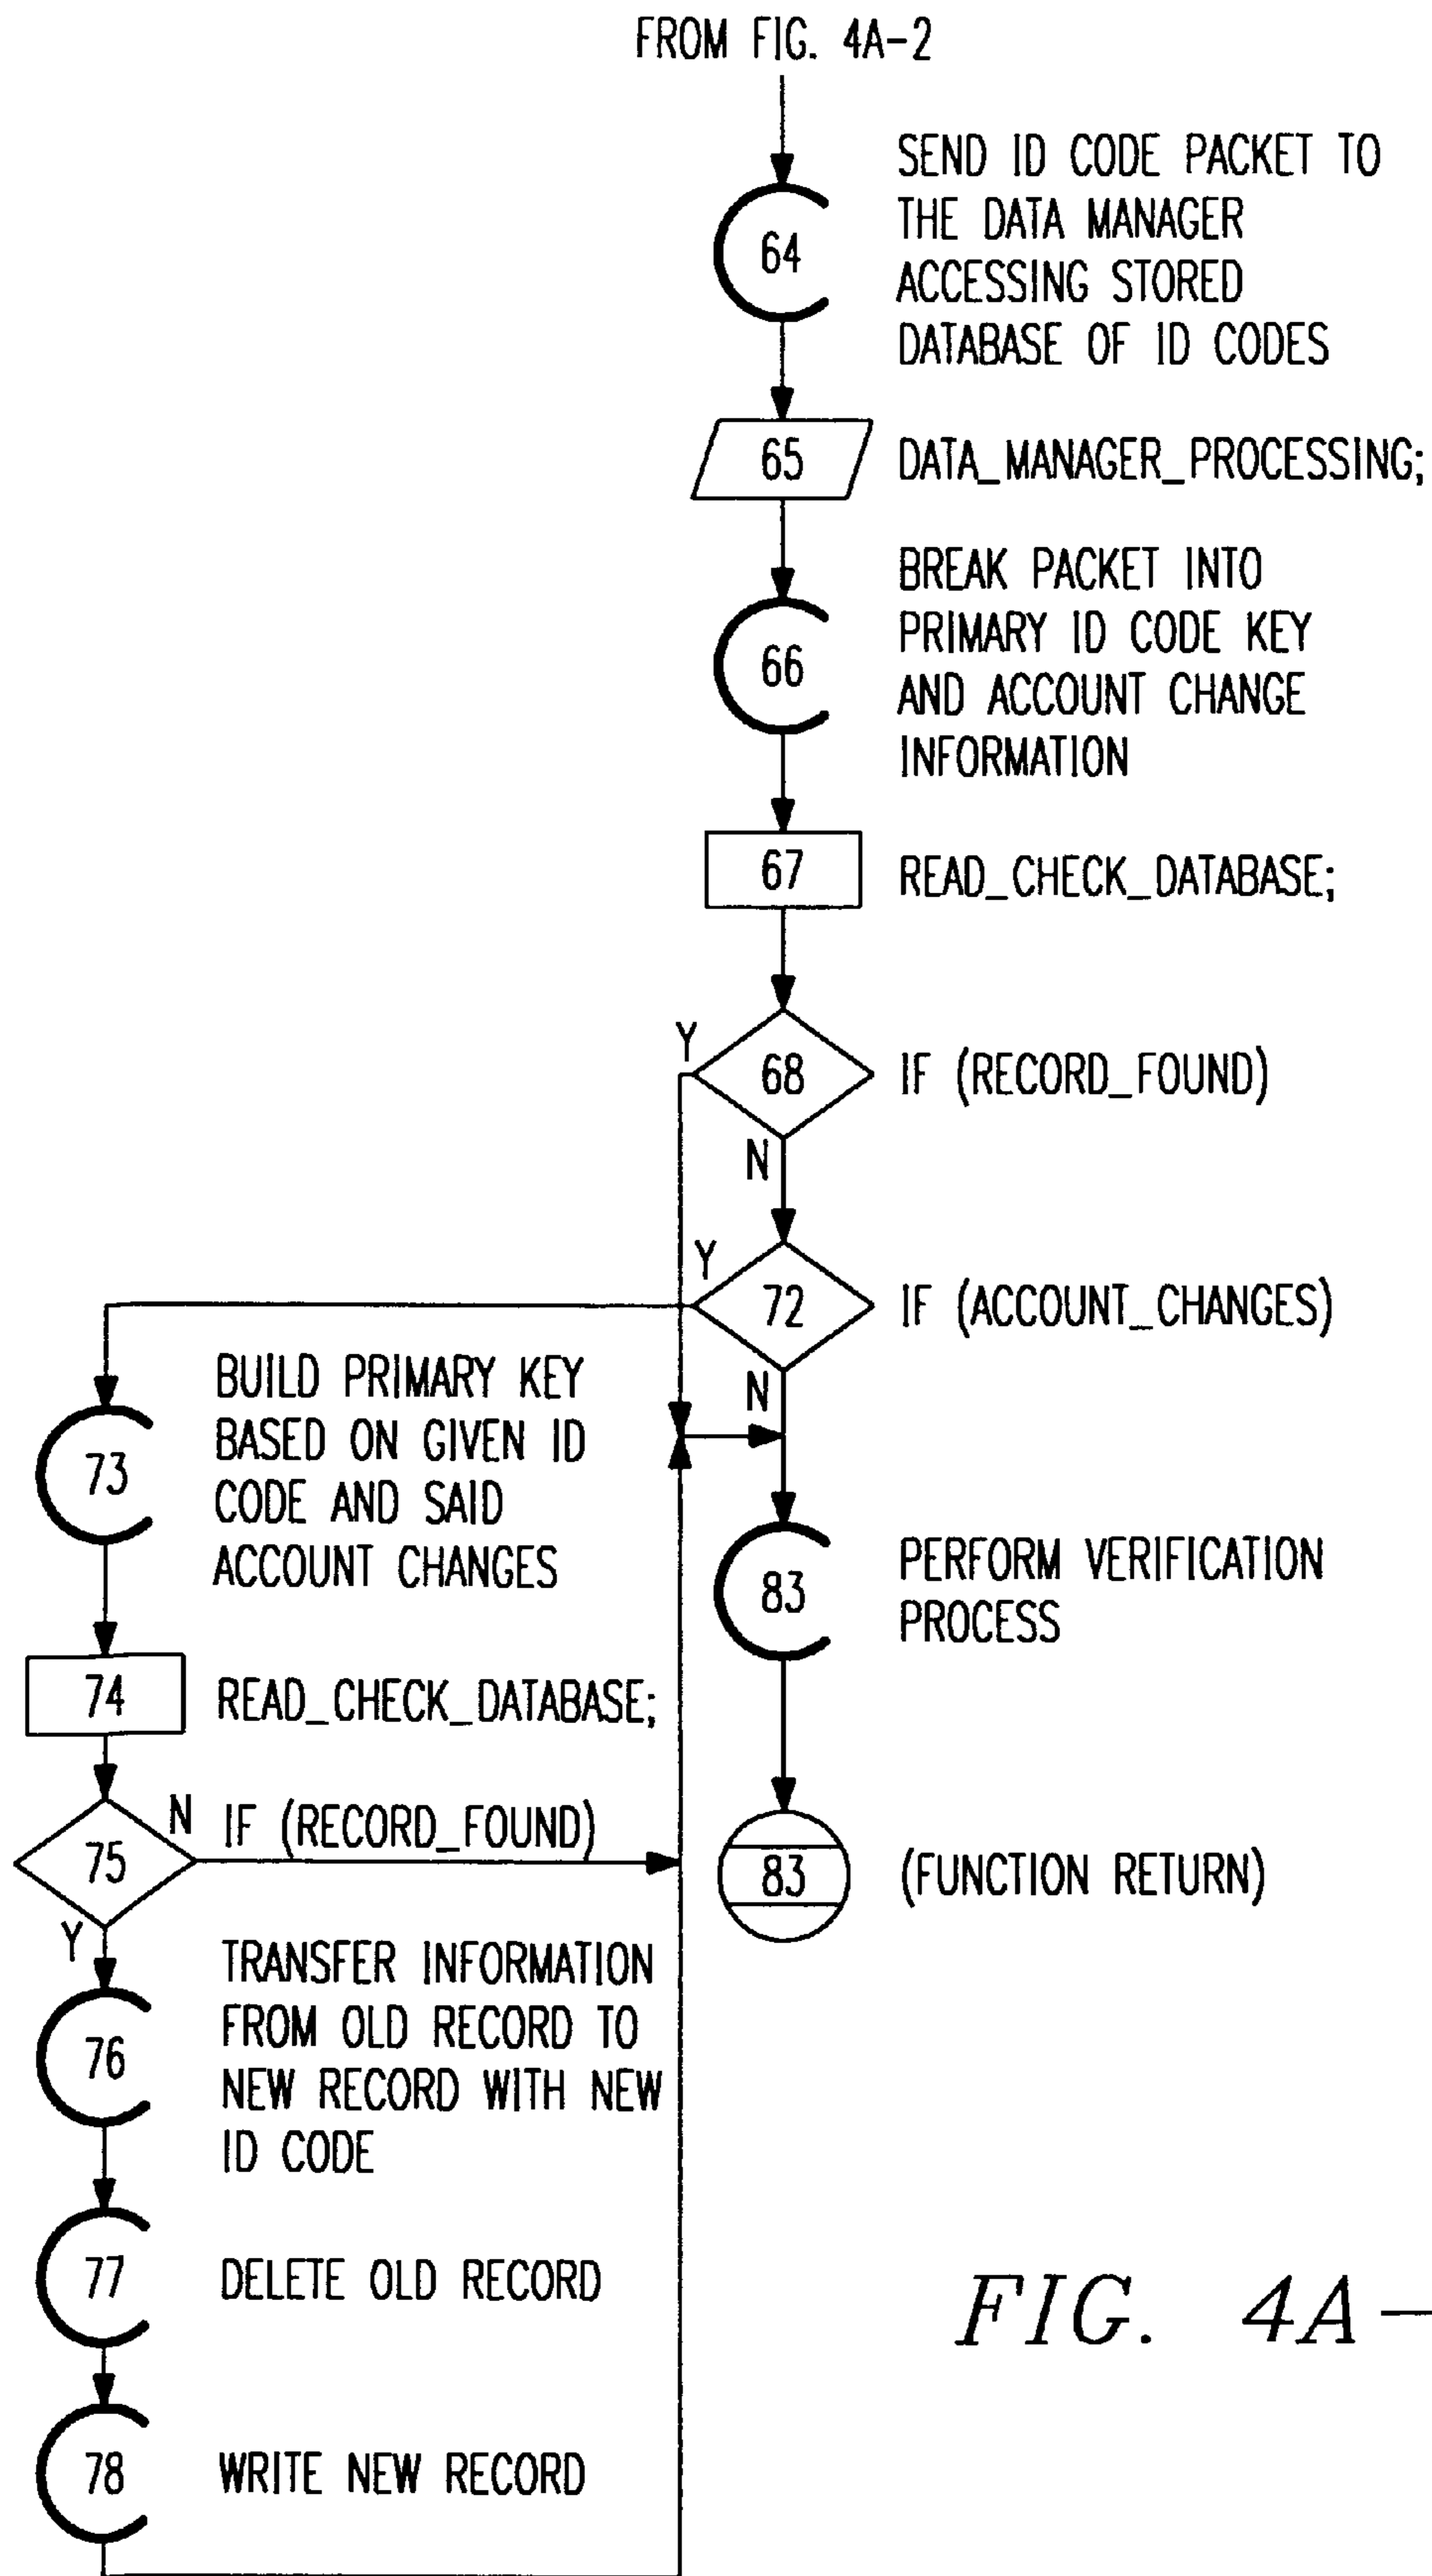 FROM FIG. 4A-2
64
SEND ID CODE PACKET TO
THE DATA MANAGER
ACCESSING STORED
DATABASE OF ID CODES
65
DATA_MANAGER_PROCESSING;
66
BREAK PACKET INTO
PRIMARY ID CODE KEY
AND ACCOUNT CHANGE
INFORMATION
67
READ_CHECK_DATABASE;
Y
68
IF (RECORD_FOUND)
N
Y
72
IF (ACCOUNT_CHANGES)
N
73
BUILD PRIMARY KEY
BASED ON GIVEN ID
CODE AND SAID
ACCOUNT CHANGES
83
PERFORM VERIFICATION
PROCESS
74
READ_CHECK_DATABASE;
75
N
IF (RECORD_FOUND)
Y
83
(FUNCTION RETURN)
76
TRANSFER INFORMATION
FROM OLD RECORD TO
NEW RECORD WITH NEW
ID CODE
77
DELETE OLD RECORD
78
WRITE NEW RECORD
FIG. 4A-